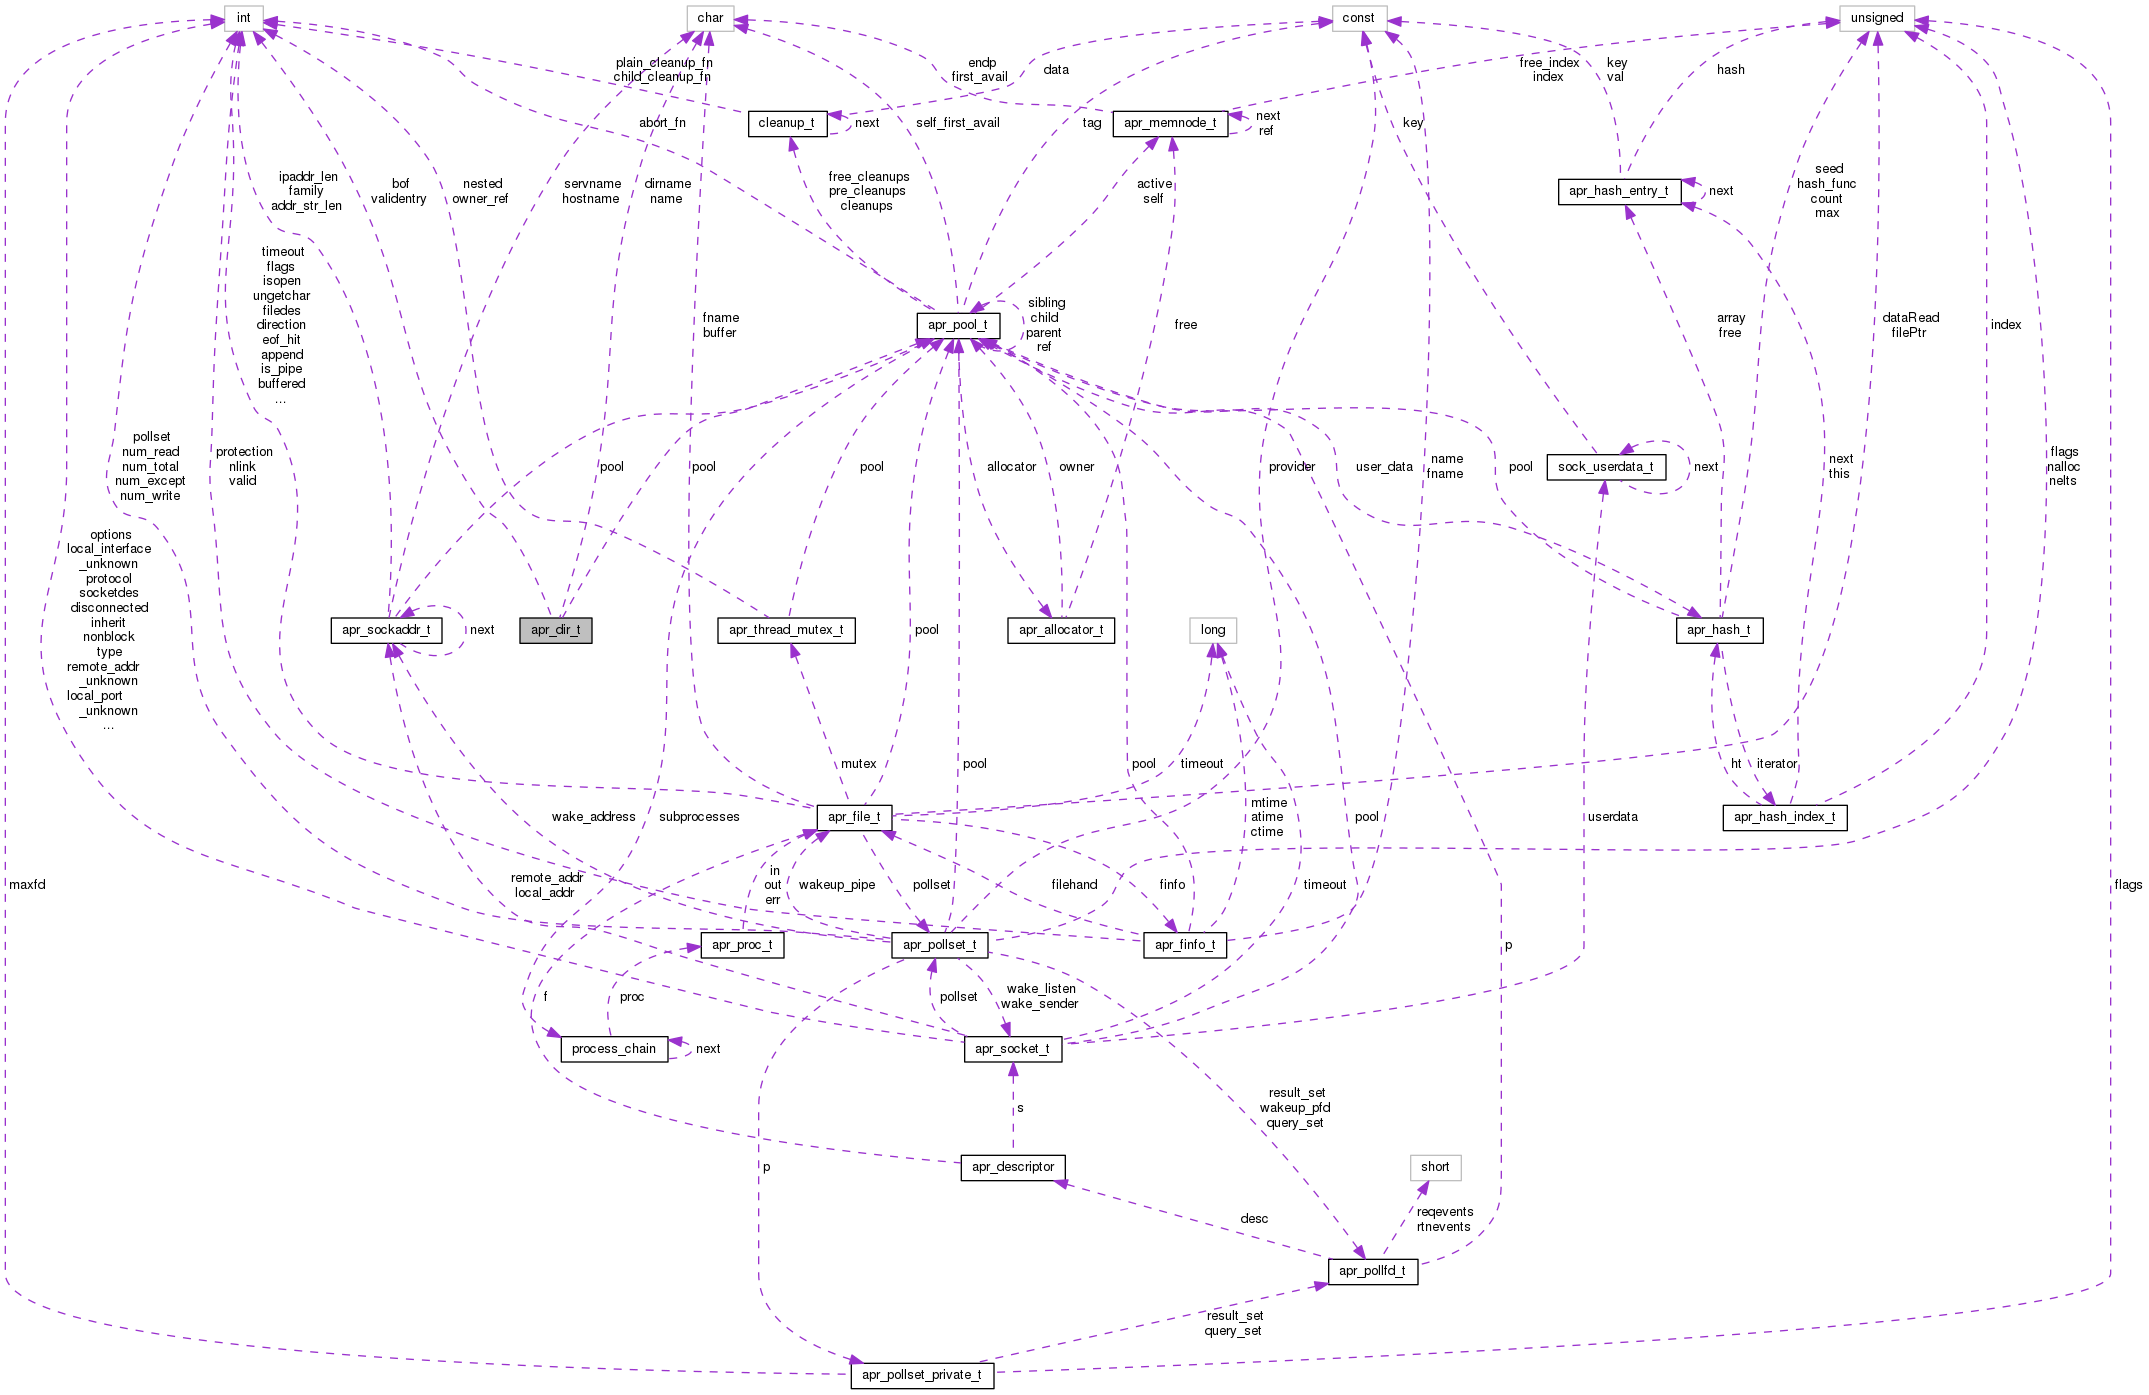 int
char
const
unsigned
plain_cleanup_fn
child_cleanup_fn
endp
first_avail
data
free_index
index
key
val
hash
cleanup_t
next
abort_fn
self_first_avail
tag
apr_memnode_t
next
ref
key
ipaddr_len
family
addr_str_len
bof
validentry
nested
owner_ref
servname
hostname
dirname
name
free_cleanups
pre_cleanups
cleanups
active
self
apr_hash_entry_t
next
seed
hash_func
count
max
timeout
flags
isopen
ungetchar
filedes
direction
eof_hit
append
is_pipe
buffered
...
fname
buffer
apr_pool_t
sibling
child
parent
ref
free
array
free
dataRead
filePtr
index
pollset
num_read
num_total
num_except
num_write
protection
nlink
valid
pool
pool
pool
allocator
owner
provider
user_data
name
fname
pool
sock_userdata_t
next
next
this
flags
nalloc
nelts
options
local_interface
_unknown
protocol
socketdes
disconnected
inherit
nonblock
type
remote_addr
_unknown
local_port
_unknown
...
apr_sockaddr_t
next
apr_dir_t
apr_thread_mutex_t
pool
apr_allocator_t
long
apr_hash_t
mutex
pool
pool
timeout
ht
iterator
wake_address
subprocesses
apr_file_t
mtime
atime
ctime
pool
userdata
apr_hash_index_t
maxfd
remote_addr
local_addr
in
out
err
wakeup_pipe
pollset
filehand
finfo
timeout
flags
apr_proc_t
apr_pollset_t
apr_finfo_t
p
f
proc
pollset
wake_listen
wake_sender
process_chain
next
apr_socket_t
result_set
wakeup_pfd
query_set
s
p
apr_descriptor
short
desc
reqevents
rtnevents
apr_pollfd_t
result_set
query_set
apr_pollset_private_t